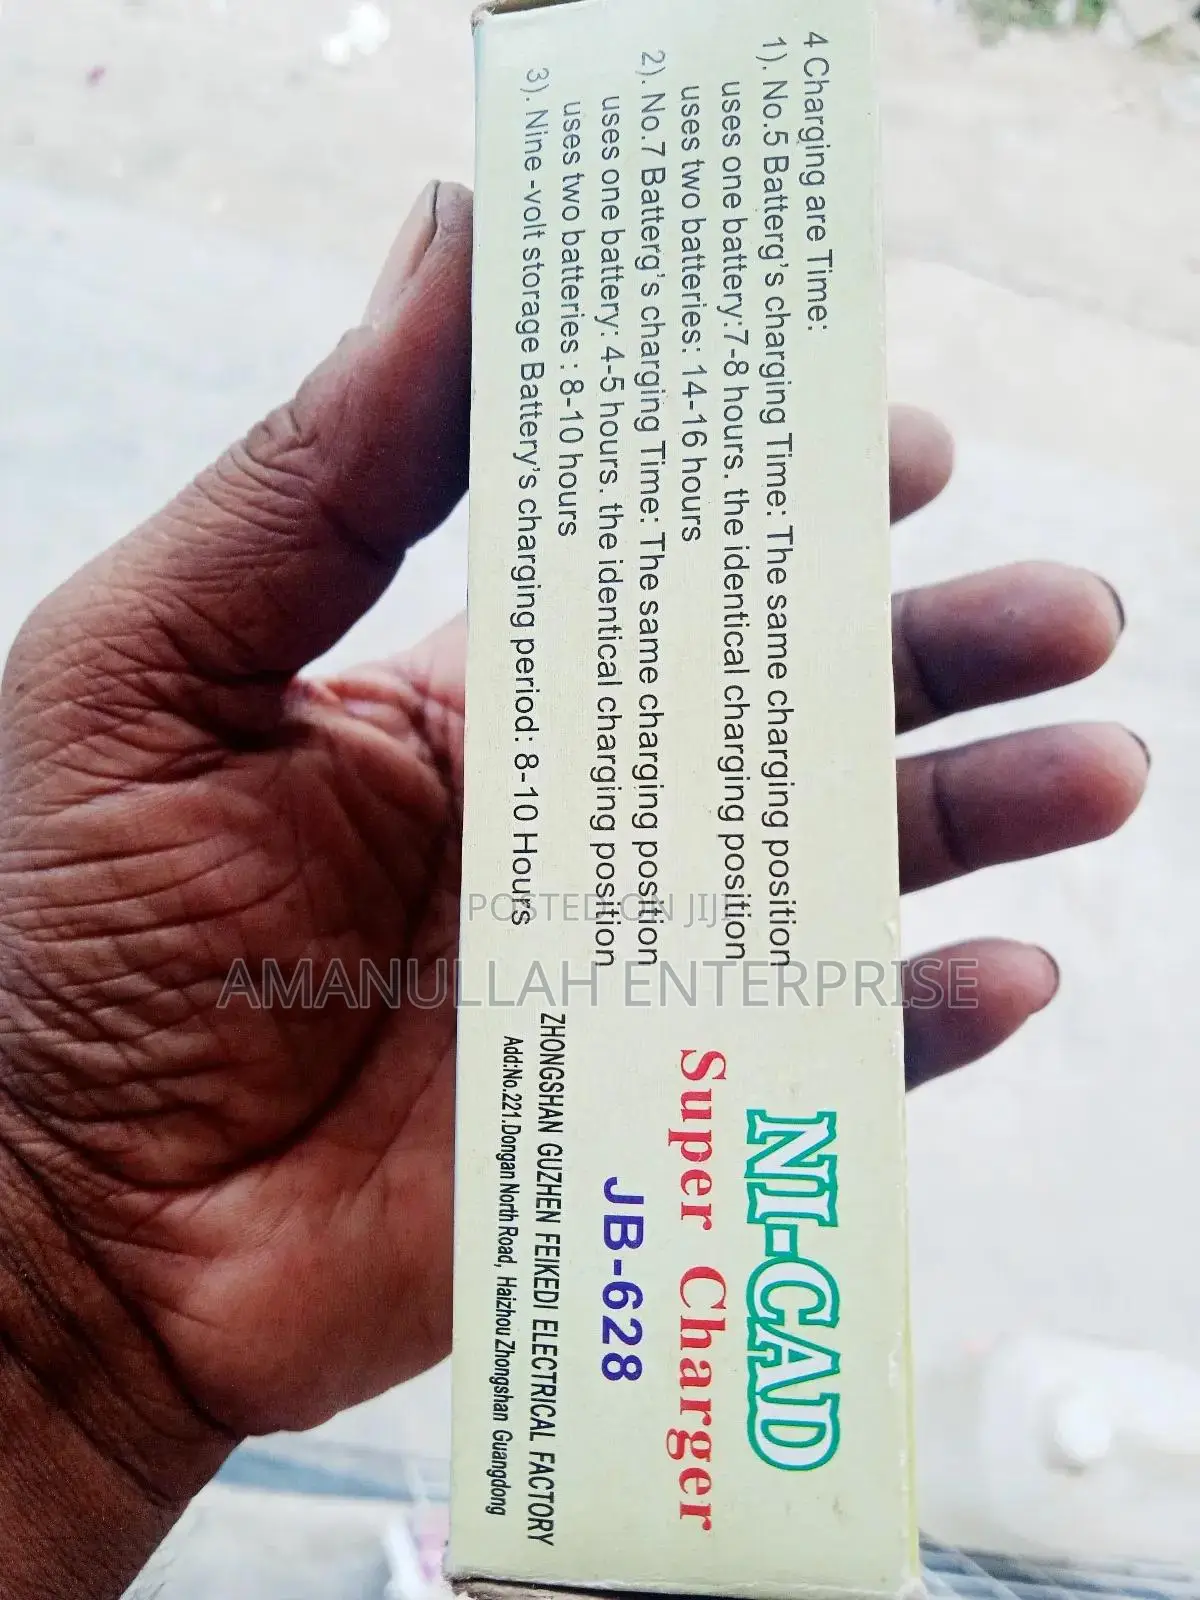 4 Charging are Time:
1). No.5 Batterg's charging Time: The same charging position
uses one battery:7-8 hours. the identical charging position
uses two batteries: 14-16 hours
2). No.7 Batterg's charging Time: The same charging position
uses one battery: 4-5 hours. the identical charging position
uses two batteries : 8-10 hours
3). Nine -volt storage Battery's charging period: 8-10 Hours
NI-CAD
Super Charger
JB-628
ZHONGSHAN GUZHEN FEIKEDI ELECTRICAL FACTORY
Add:No.221.Dongan North Road, Haizhou Zhongshan Guangdong
POSTED ON JIJI
AMANULLAH ENTERPRISE